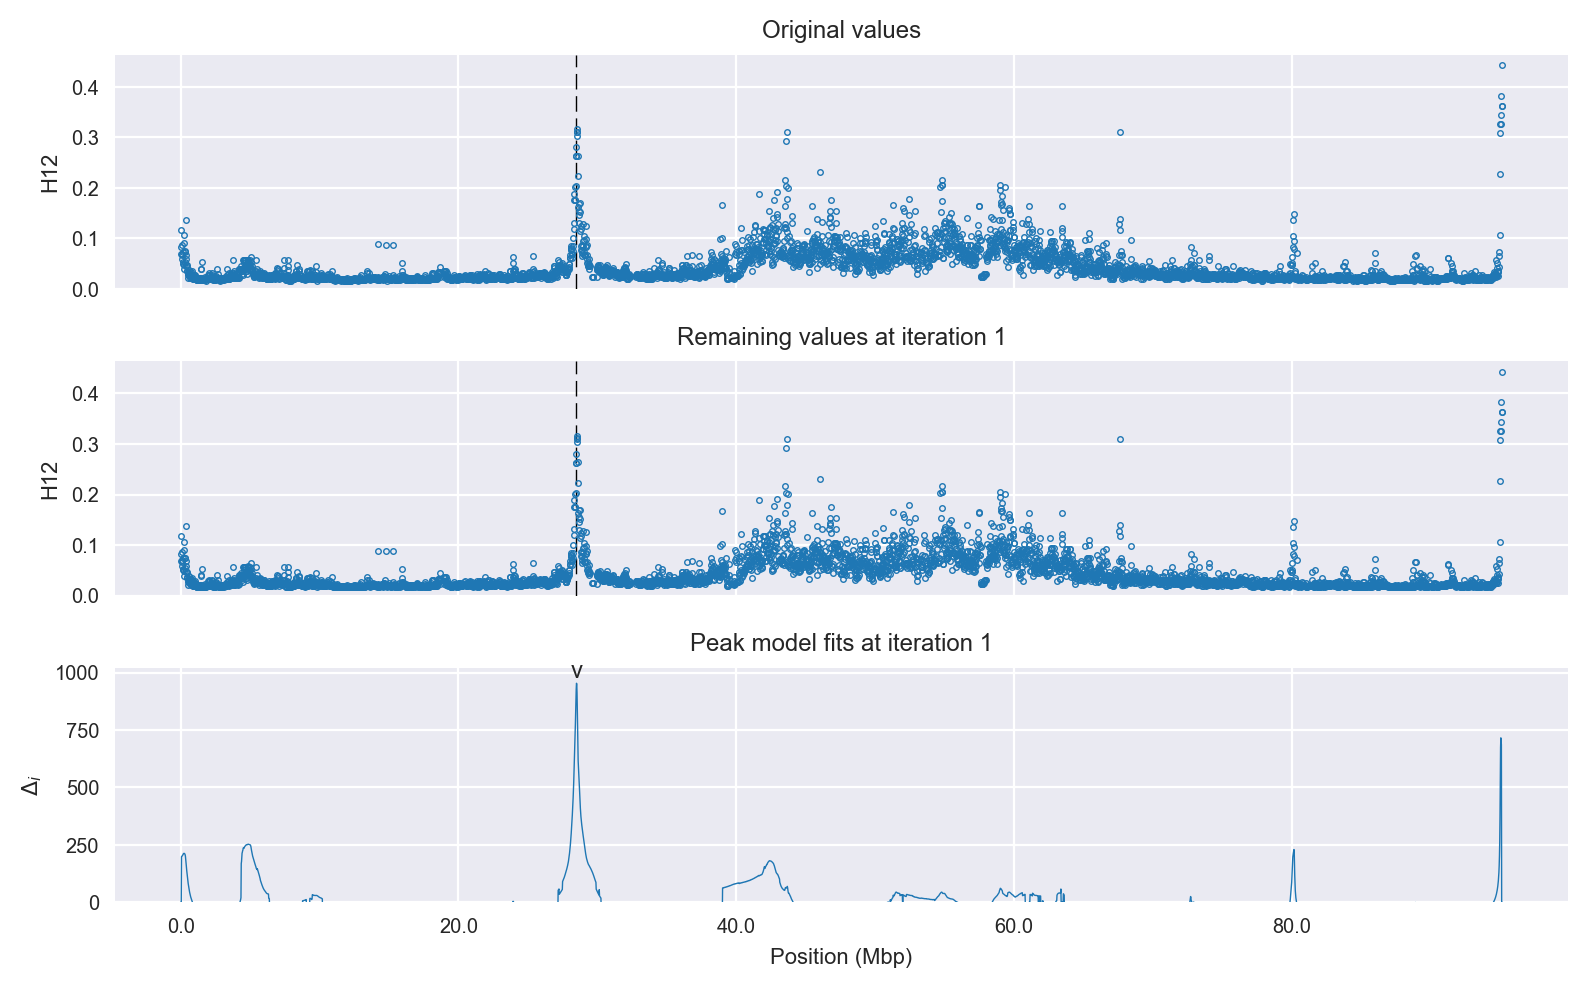 Original values
0.4
0.3
0.2
0.1
0.0
H12
Remaining values at iteration 1
0.4
0.3
0.2
0.1
0.0
H12
Peak model fits at iteration 1
v
1000
750
500
250
0
Δi
0.0 20.0 40.0 60.0 80.0
Position (Mbp)